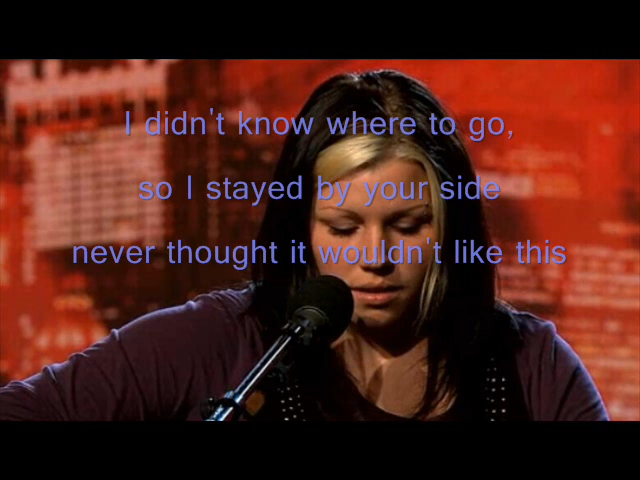 I didn't know where to go,
so I stayed by your side
never thought it wouldn't like this